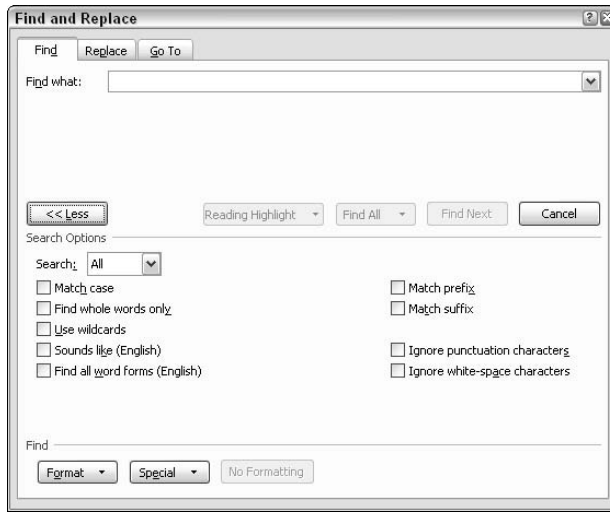 Find and Replace
Find Replace Go To
Find what:
<< Less Reading Highlight Find All Find Next Cancel
Search Options
Search: All
Match case Match prefix
Find whole words only Match suffix
Use wildcards
Sounds like (English) Ignore punctuation characters
Find all word forms (English) Ignore white-space characters
Find
Format Special No Formatting